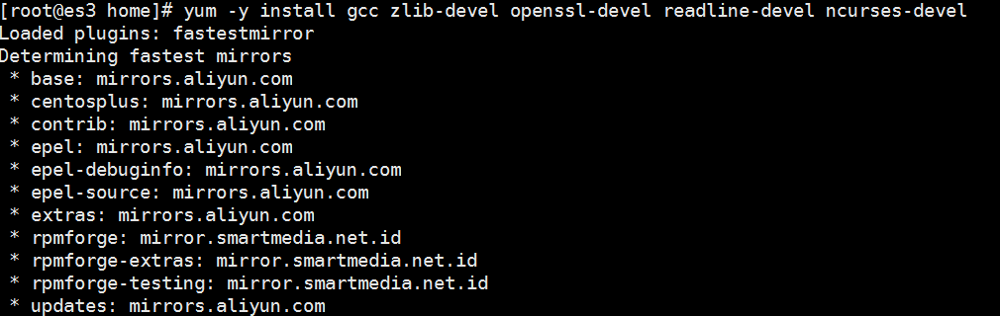 [root@es3 home]# yum -y install gcc zlib-devel openssl-devel readline-devel ncurses-devel
Loaded plugins: fastestmirror
Determining fastest mirrors
 * base: mirrors.aliyun.com
 * centosplus: mirrors.aliyun.com
 * contrib: mirrors.aliyun.com
 * epel: mirrors.aliyun.com
 * epel-debuginfo: mirrors.aliyun.com
 * epel-source: mirrors.aliyun.com
 * extras: mirrors.aliyun.com
 * rpmforge: mirror.smartmedia.net.id
 * rpmforge-extras: mirror.smartmedia.net.id
 * rpmforge-testing: mirror.smartmedia.net.id
 * updates: mirrors.aliyun.com